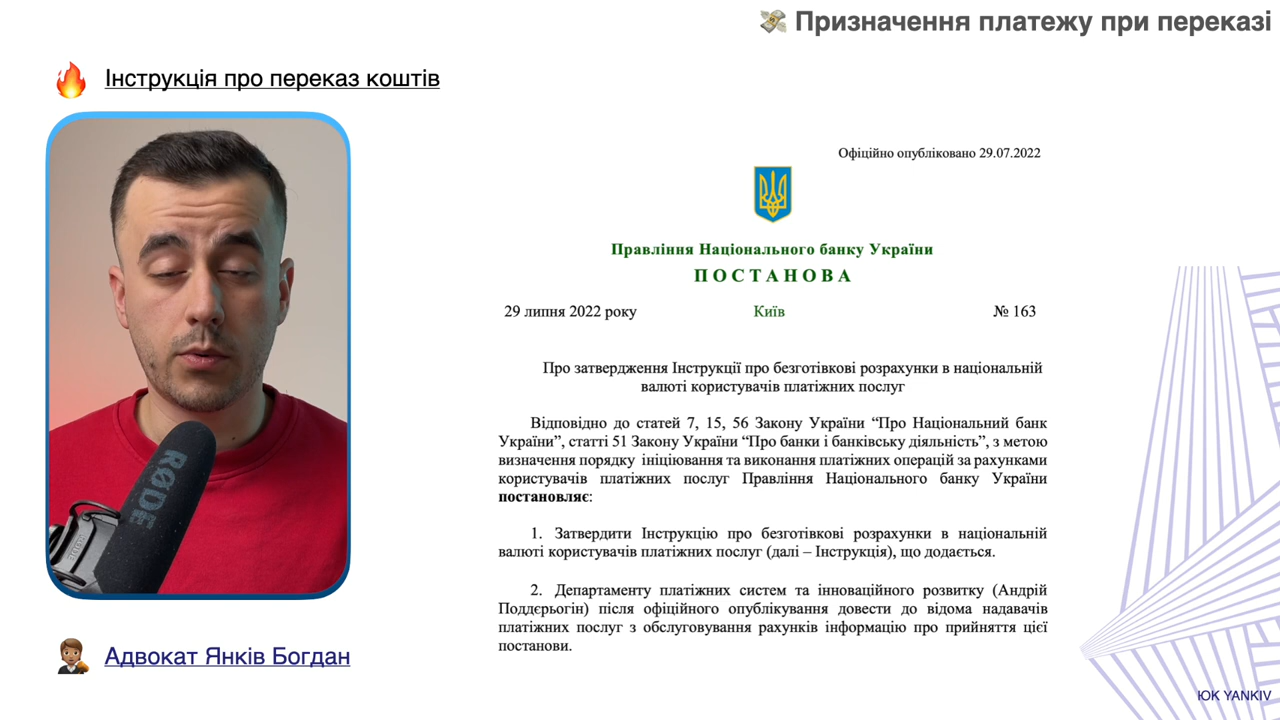 Призначення платежу при переказі
Інструкція про переказ коштів
Офіційно опубліковано 29.07.2022
Правління Національного банку України
ПОСТАНОВА
29 липня 2022 року Київ № 163
Про затвердження Інструкції про безготівкові розрахунки в національній
валюті користувачів платіжних послуг
Відповідно до статей 7, 15, 56 Закону України “Про Національний банк
України”, статті 51 Закону України “Про банки і банківську діяльність”, з метою
визначення порядку ініціювання та виконання платіжних операцій за рахунками
користувачів платіжних послуг Правління Національного банку України
постановляє:
1. Затвердити Інструкцію про безготівкові розрахунки в національній
валюті користувачів платіжних послуг (далі – Інструкція), що додається.
2. Департаменту платіжних систем та інноваційного розвитку (Андрій
Поддєрьогін) після офіційного опублікування довести до відома надавачів
платіжних послуг з обслуговування рахунків інформацію про прийняття цієї
постанови.
RØDE
Адвокат Янків Богдан
ЮК YANKIV